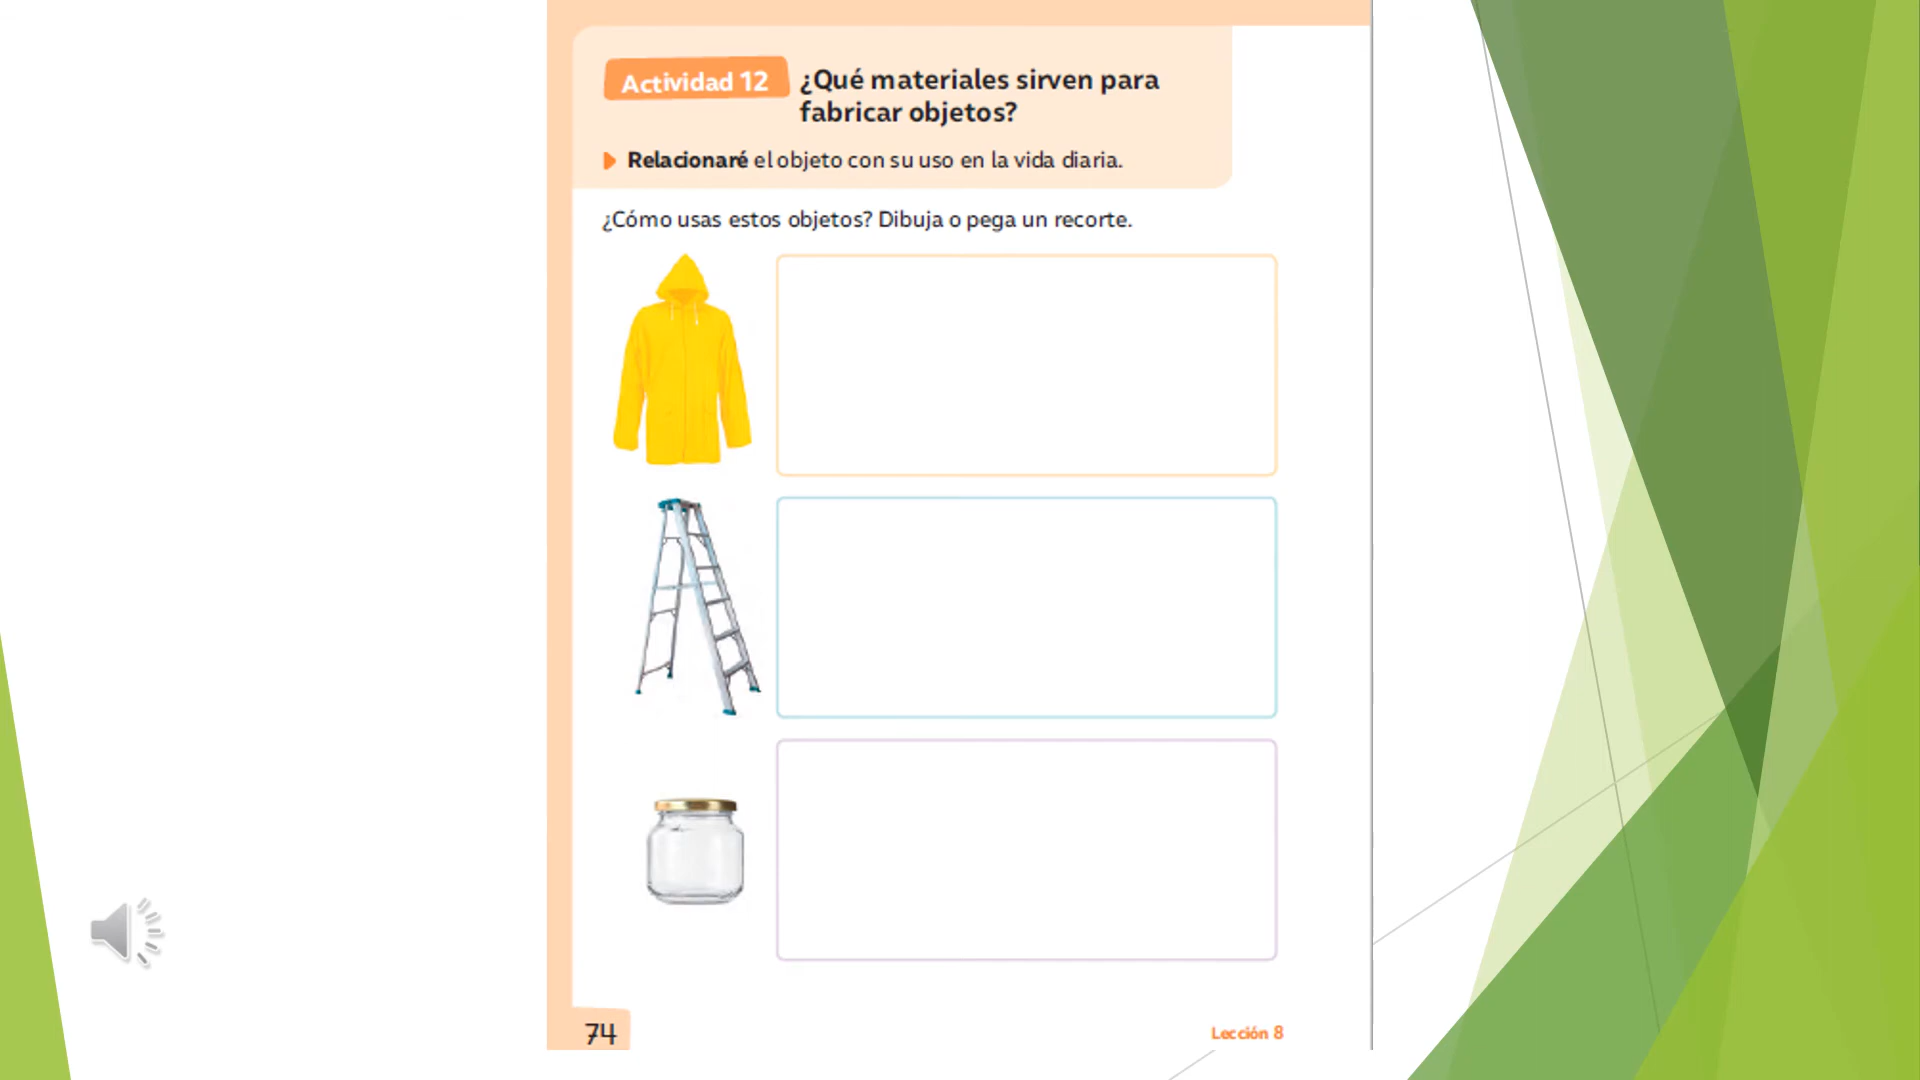 Actividad 12
¿Qué materiales sirven para
fabricar objetos?
Relacionaré el objeto con su uso en la vida diaria.
¿Cómo usas estos objetos? Dibuja o pega un recorte.
74
Lección 8